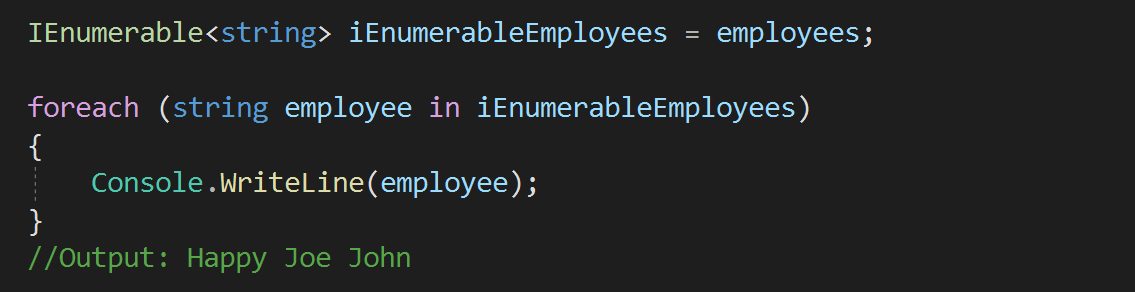 IEnumerable<string> iEnumerableEmployees = employees;
foreach (string employee in iEnumerableEmployees)
{
Console.WriteLine(employee);
}
//Output: Happy Joe John